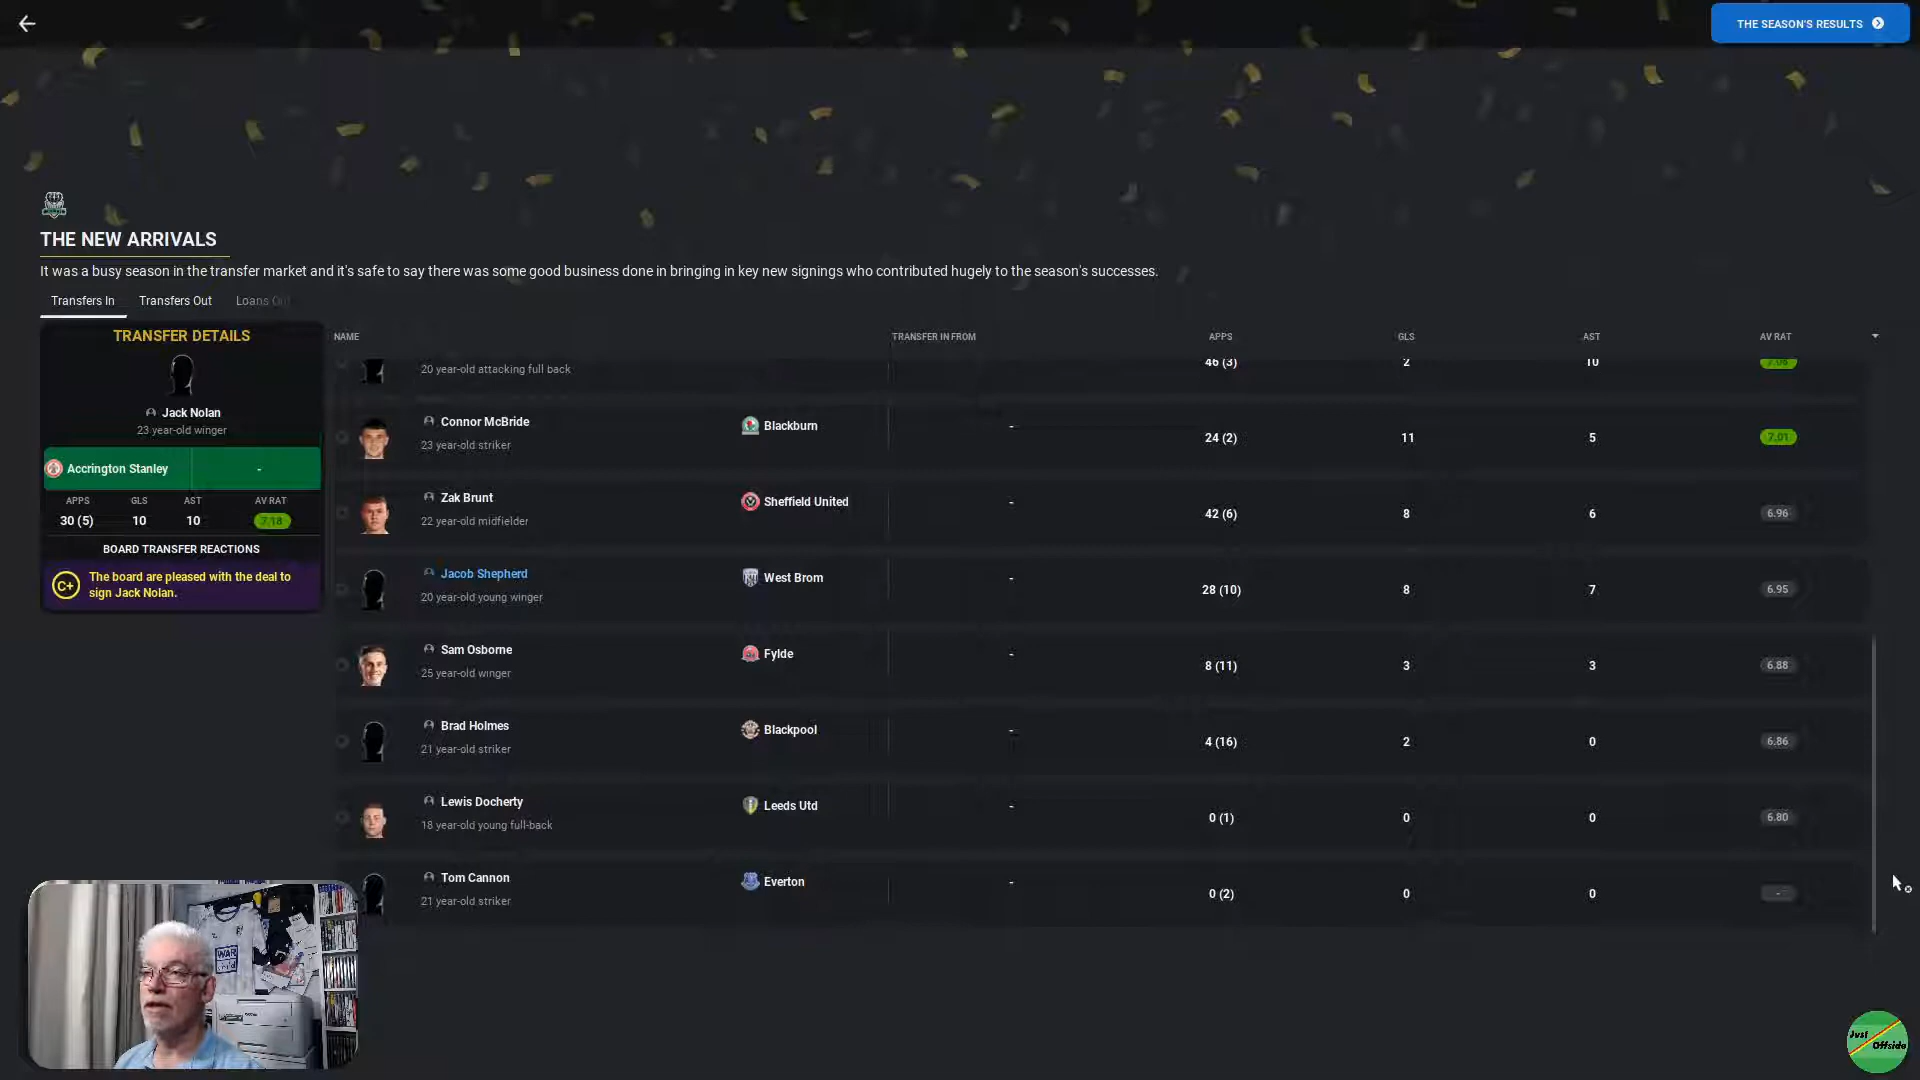 THE SEASON'S RESULTS
THE NEW ARRIVALS
It was a busy season in the transfer market and it's safe to say there was some good business done in bringing in key new signings who contributed hugely to the season's successes.
Transfers In Transfers Out Loans Out
TRANSFER DETAILS
Jack Nolan
23 year-old winger
Accrington Stanley -
APPS GLS AST AV RAT
30 (5) 10 10 7.18
BOARD TRANSFER REACTIONS
C+ The board are pleased with the deal to
sign Jack Nolan.
NAME TRANSFER IN FROM APPS GLS AST AV RAT
20 year-old attacking full back 46 (3) 2 10
Connor McBride Blackburn - 24 (2) 11 5 7.01
23 year-old striker
Zak Brunt Sheffield United - 42 (6) 8 6 6.96
22 year-old midfielder
Jacob Shepherd West Brom - 28 (10) 8 7 6.95
20 year-old young winger
Sam Osborne Fylde - 8 (11) 3 3 6.88
25 year-old winger
Brad Holmes Blackpool - 4 (16) 2 0 6.86
21 year-old striker
Lewis Docherty Leeds Utd - 0 (1) 0 0 6.80
18 year-old young full-back
Tom Cannon Everton - 0 (2) 0 0 -
21 year-old striker
WAR
Just
Offside